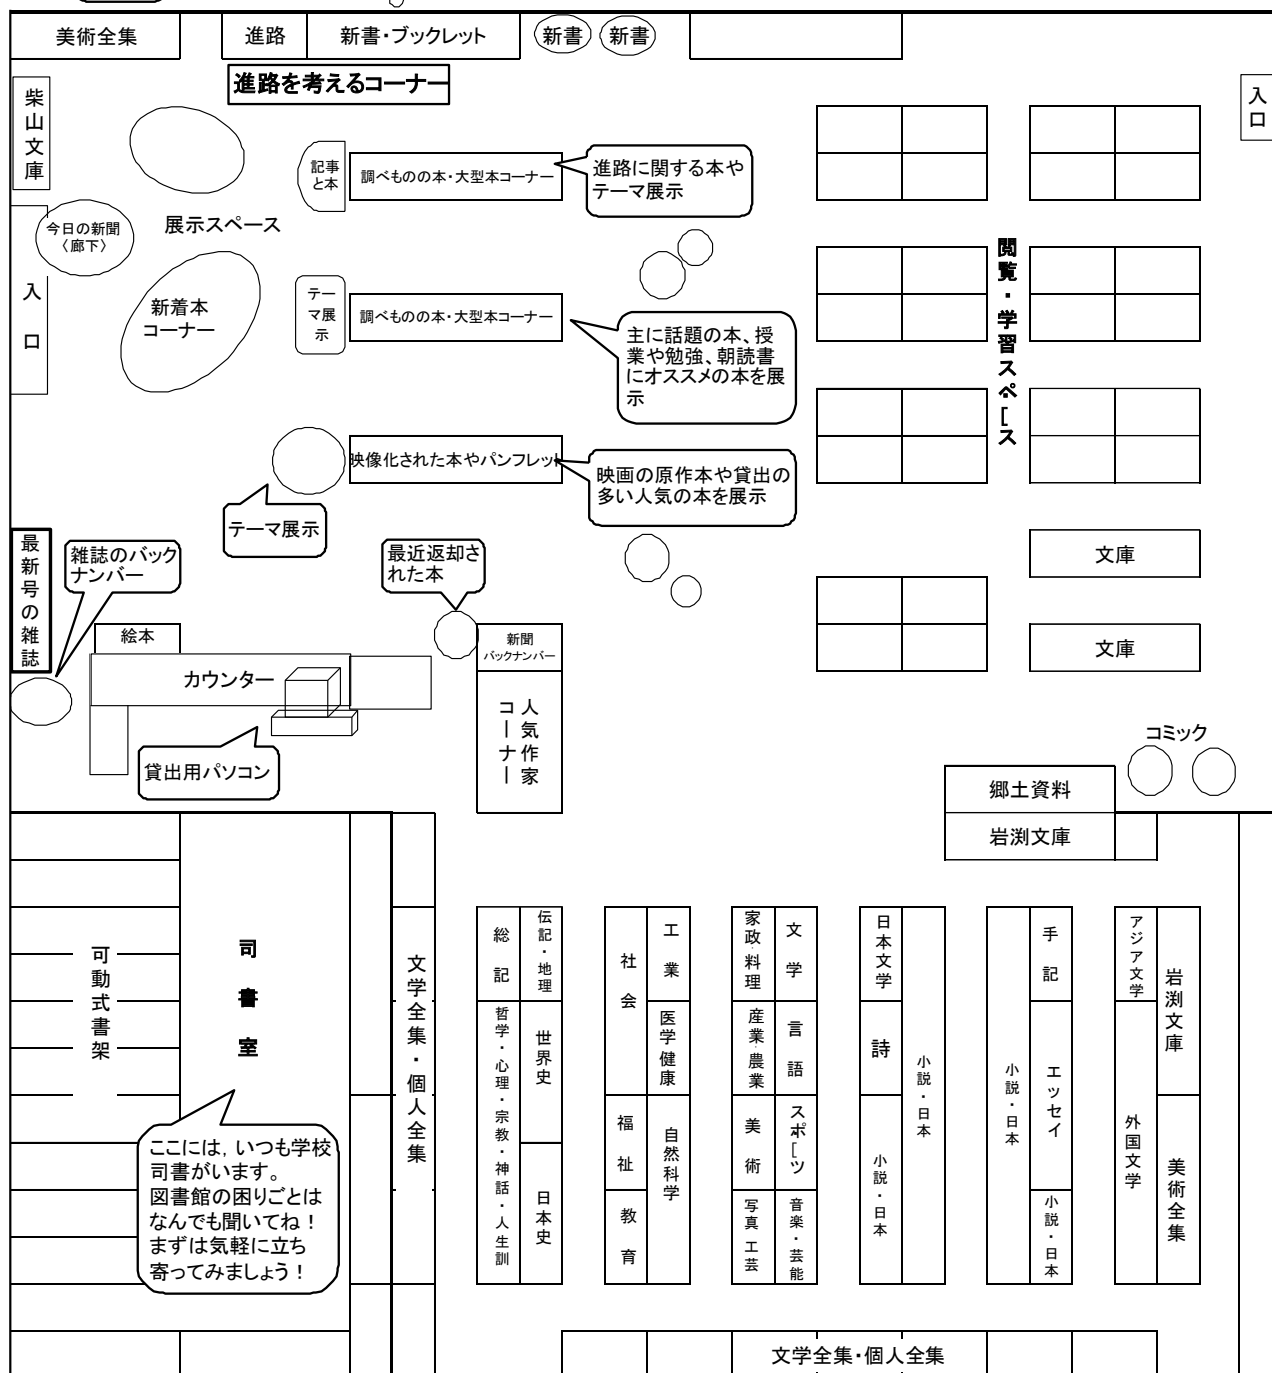 美術全集
進路
新書・ブックレット
新書
新書
進路を考えるコーナー
柴山文庫
入口
記事
と本
調べものの本・大型本コーナー
進路に関する本や
テーマ展示
今日の新聞
〈廊下〉
展示スペース
入口
新着本
コーナー
テー
マ展
示
調べものの本・大型本コーナー
主に話題の本、授
業や勉強、朝読書
にオススメの本を展
示
閲覧・学習スペース
映像化された本やパンフレット
映画の原作本や貸出の
多い人気の本を展示
テーマ展示
最新号の雑誌
雑誌のバック
ナンバー
最近返却さ
れた本
文庫
文庫
絵本
カウンター
新聞
バックナンバー
人気作家
コーナー
貸出用パソコン
コミック
郷土資料
岩渕文庫
可動式書架
司書室
ここには，いつも学校
司書がいます。
図書館の困りごとは
なんでも聞いてね！
まずは気軽に立ち
寄ってみましょう！
文学全集・個人全集
総記
伝記・地理
哲学・心理・宗教・神話・人生訓
世界史
日本史
社会
工業
医学健康
福祉
自然科学
教育
家政・料理
文学
産業・農業
言語
美術
スポーツ
写真工芸
音楽・芸能
日本文学
詩
小説・日本
小説・日本
小説・日本
手記
エッセイ
小説・日本
アジア文学
外国文学
岩渕文庫
美術全集
文学全集・個人全集